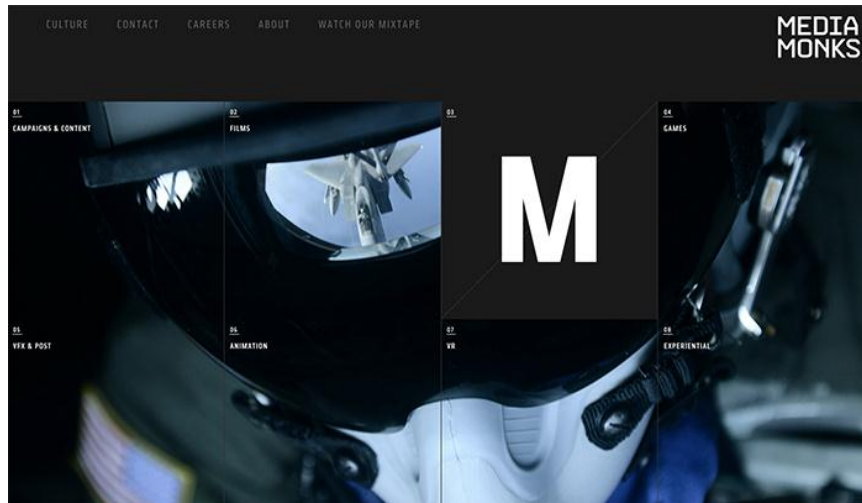 CULTURE CONTACT CAREERS ABOUT WATCH OUR MIXTAPE
MEDIA
MONKS
01
CAMPAIGNS & CONTENT
02
FILMS
03
M
04
GAMES
05
VFX & POST
06
ANIMATION
07
VR
08
EXPERIENTIAL